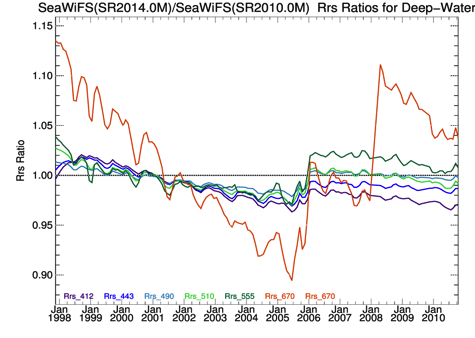 SeaWiFS(SR2014.0M)/SeaWiFS(SR2010.0M) Rrs Ratios for Deep-Water
1.15
1.10
1.05
1.00
0.95
0.90
Rrs Ratio
Rrs_412 Rrs_443 Rrs_490 Rrs_510 Rrs_555 Rrs_670 Rrs_670
Jan Jan Jan Jan Jan Jan Jan Jan Jan Jan Jan Jan Jan
1998 1999 2000 2001 2002 2003 2004 2005 2006 2007 2008 2009 2010